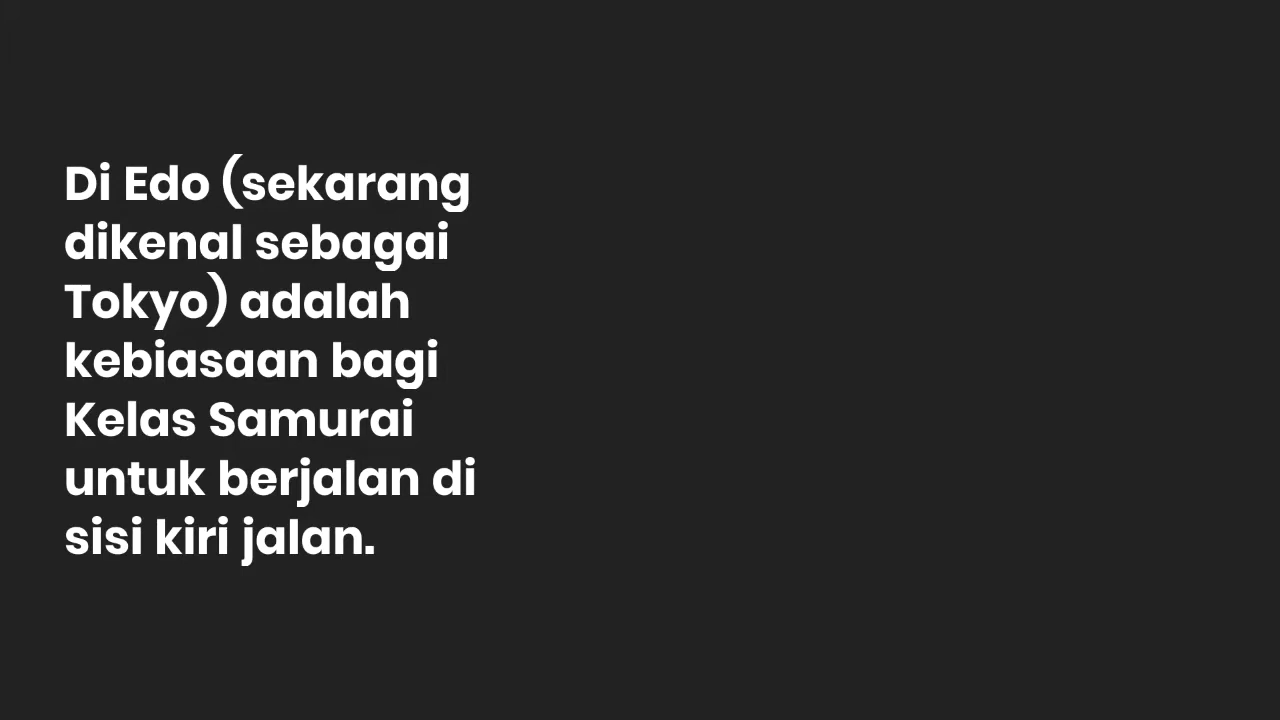 Di Edo (sekarang
dikenal sebagai
Tokyo) adalah
kebiasaan bagi
Kelas Samurai
untuk berjalan di
sisi kiri jalan.